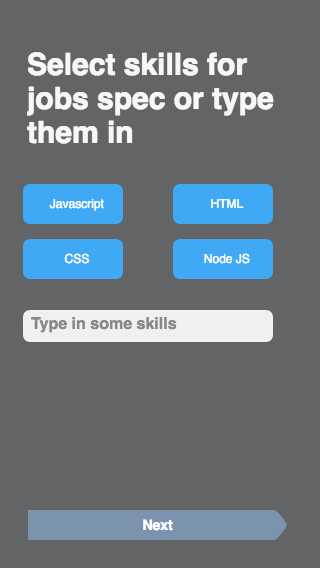 Select skills for
jobs spec or type
them in
Javascript
HTML
CSS
Node JS
Type in some skills
Next